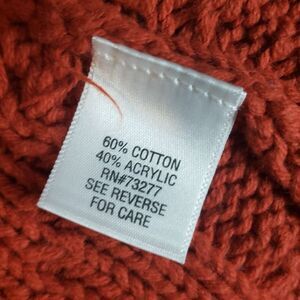 60% COTTON
40% ACRYLIC
RN#73277
SEE REVERSE
FOR CARE